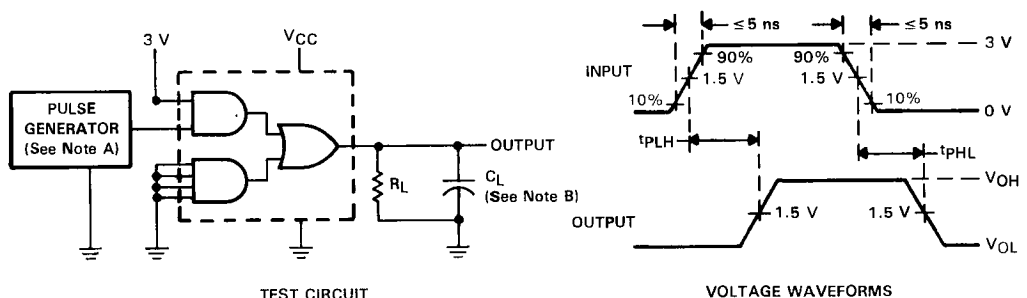 3 V
VCC
PULSE
GENERATOR
(See Note A)
OUTPUT
RL
CL
(See Note B)
TEST CIRCUIT
≤5 ns
≤5 ns
3 V
90%
90%
INPUT
1.5 V
1.5 V
10%
10%
0 V
tPLH
tPHL
VOH
1.5 V
1.5 V
OUTPUT
VOL
VOLTAGE WAVEFORMS